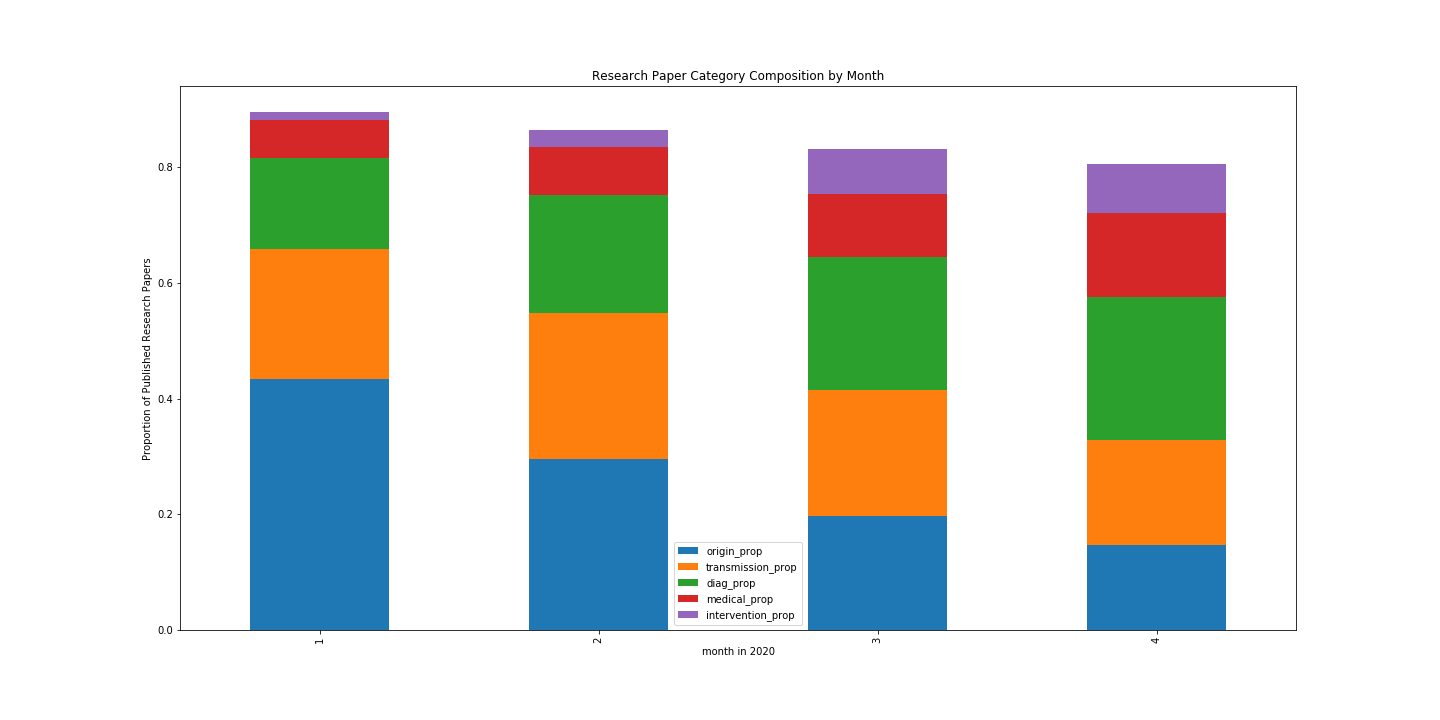 Research Paper Category Composition by Month
Proportion of Published Research Papers
0.8
0.6
0.4
0.2
0.0
origin_prop
transmission_prop
diag_prop
medical_prop
intervention_prop
1
2
3
4
month in 2020